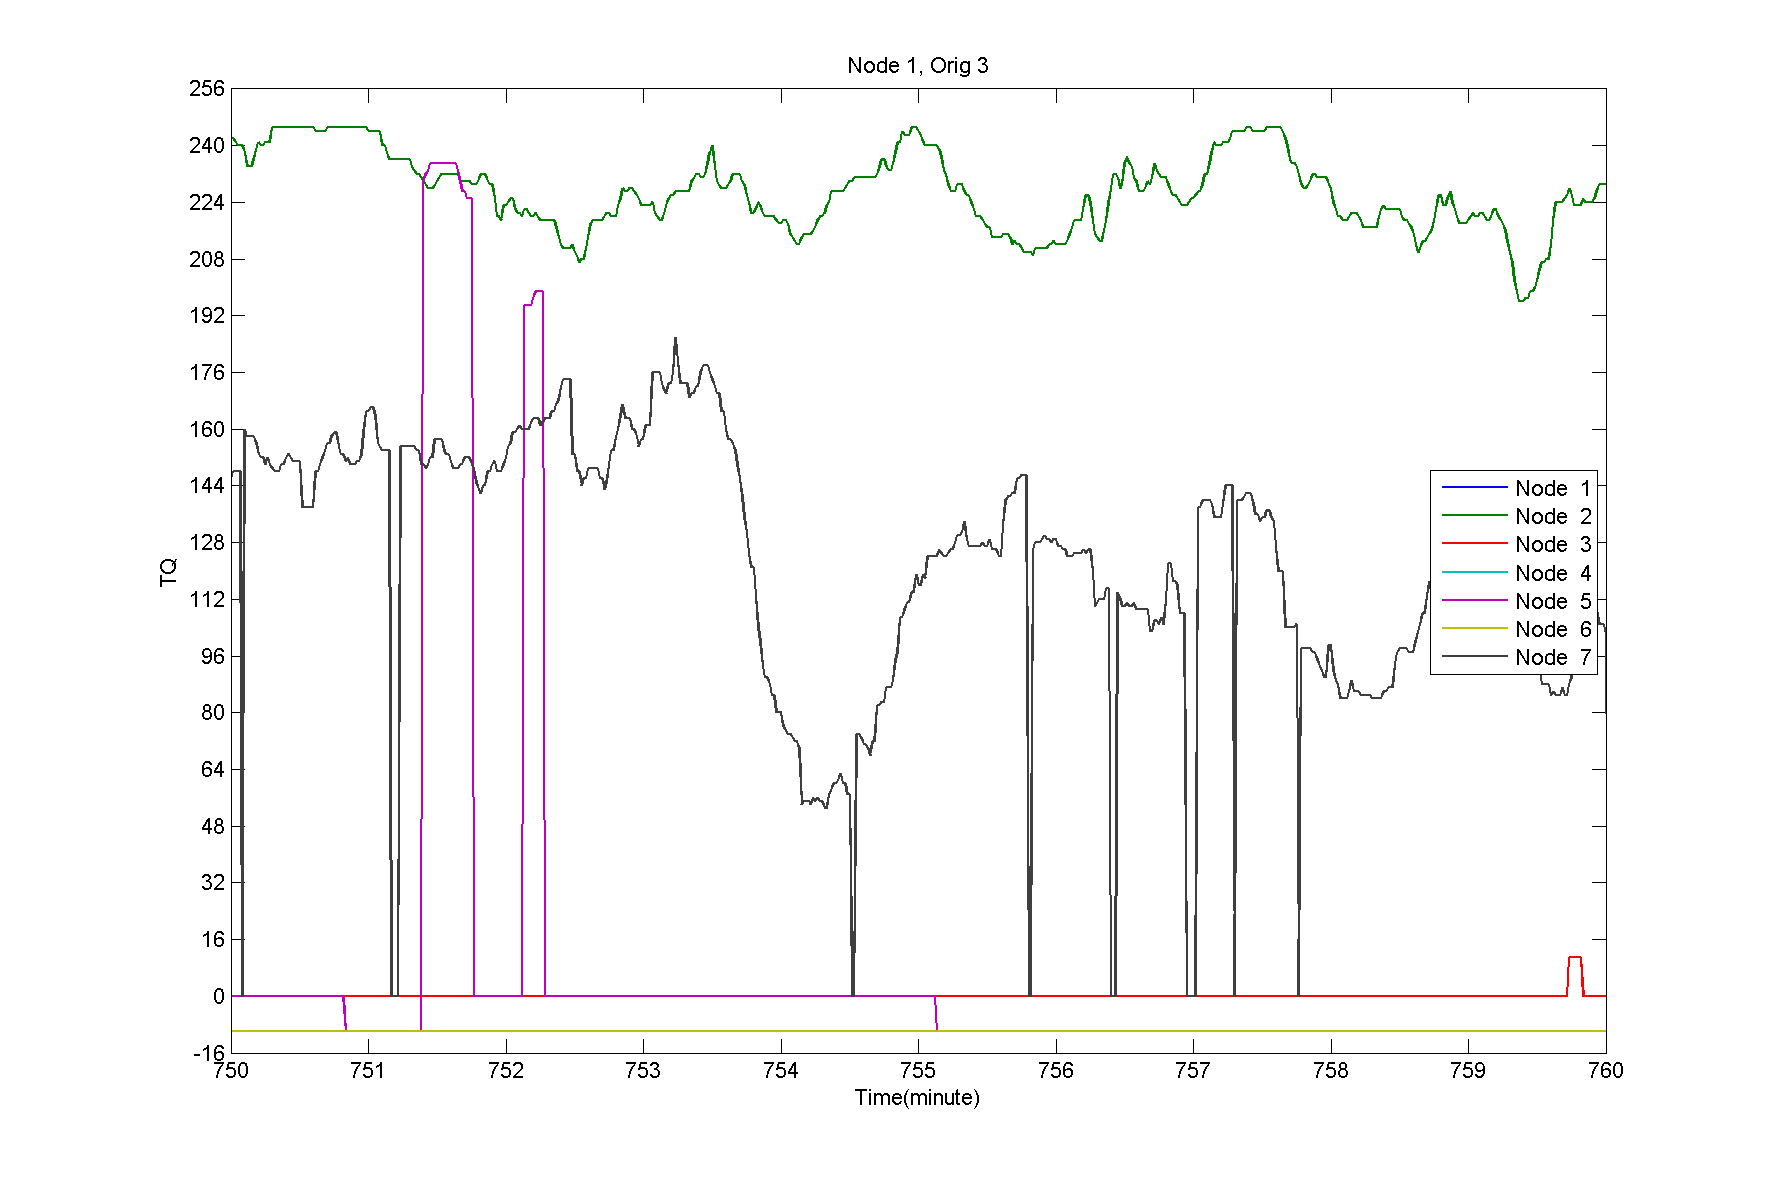 Node 1, Orig 3
256
240
224
208
192
176
160
144
128
112
96
80
64
48
32
16
0
-16
TQ
Node 1
Node 2
Node 3
Node 4
Node 5
Node 6
Node 7
750 751 752 753 754 755 756 757 758 759 760
Time(minute)